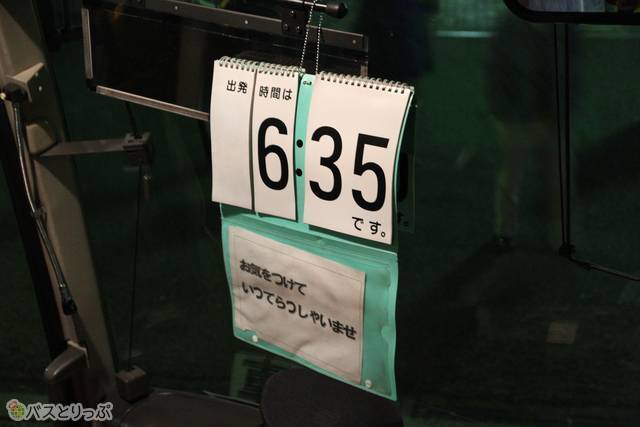 出発時間は
6:35
です。
お気をつけて
いってらっしゃいませ
バスとりっぷ